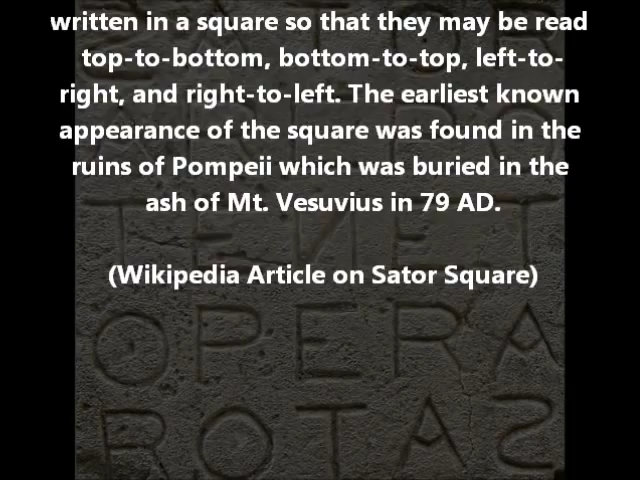 written in a square so that they may be read
top-to-bottom, bottom-to-top, left-to-
right, and right-to-left. The earliest known
appearance of the square was found in the
ruins of Pompeii which was buried in the
ash of Mt. Vesuvius in 79 AD.
(Wikipedia Article on Sator Square)
TENET
OPERA
ROTAS